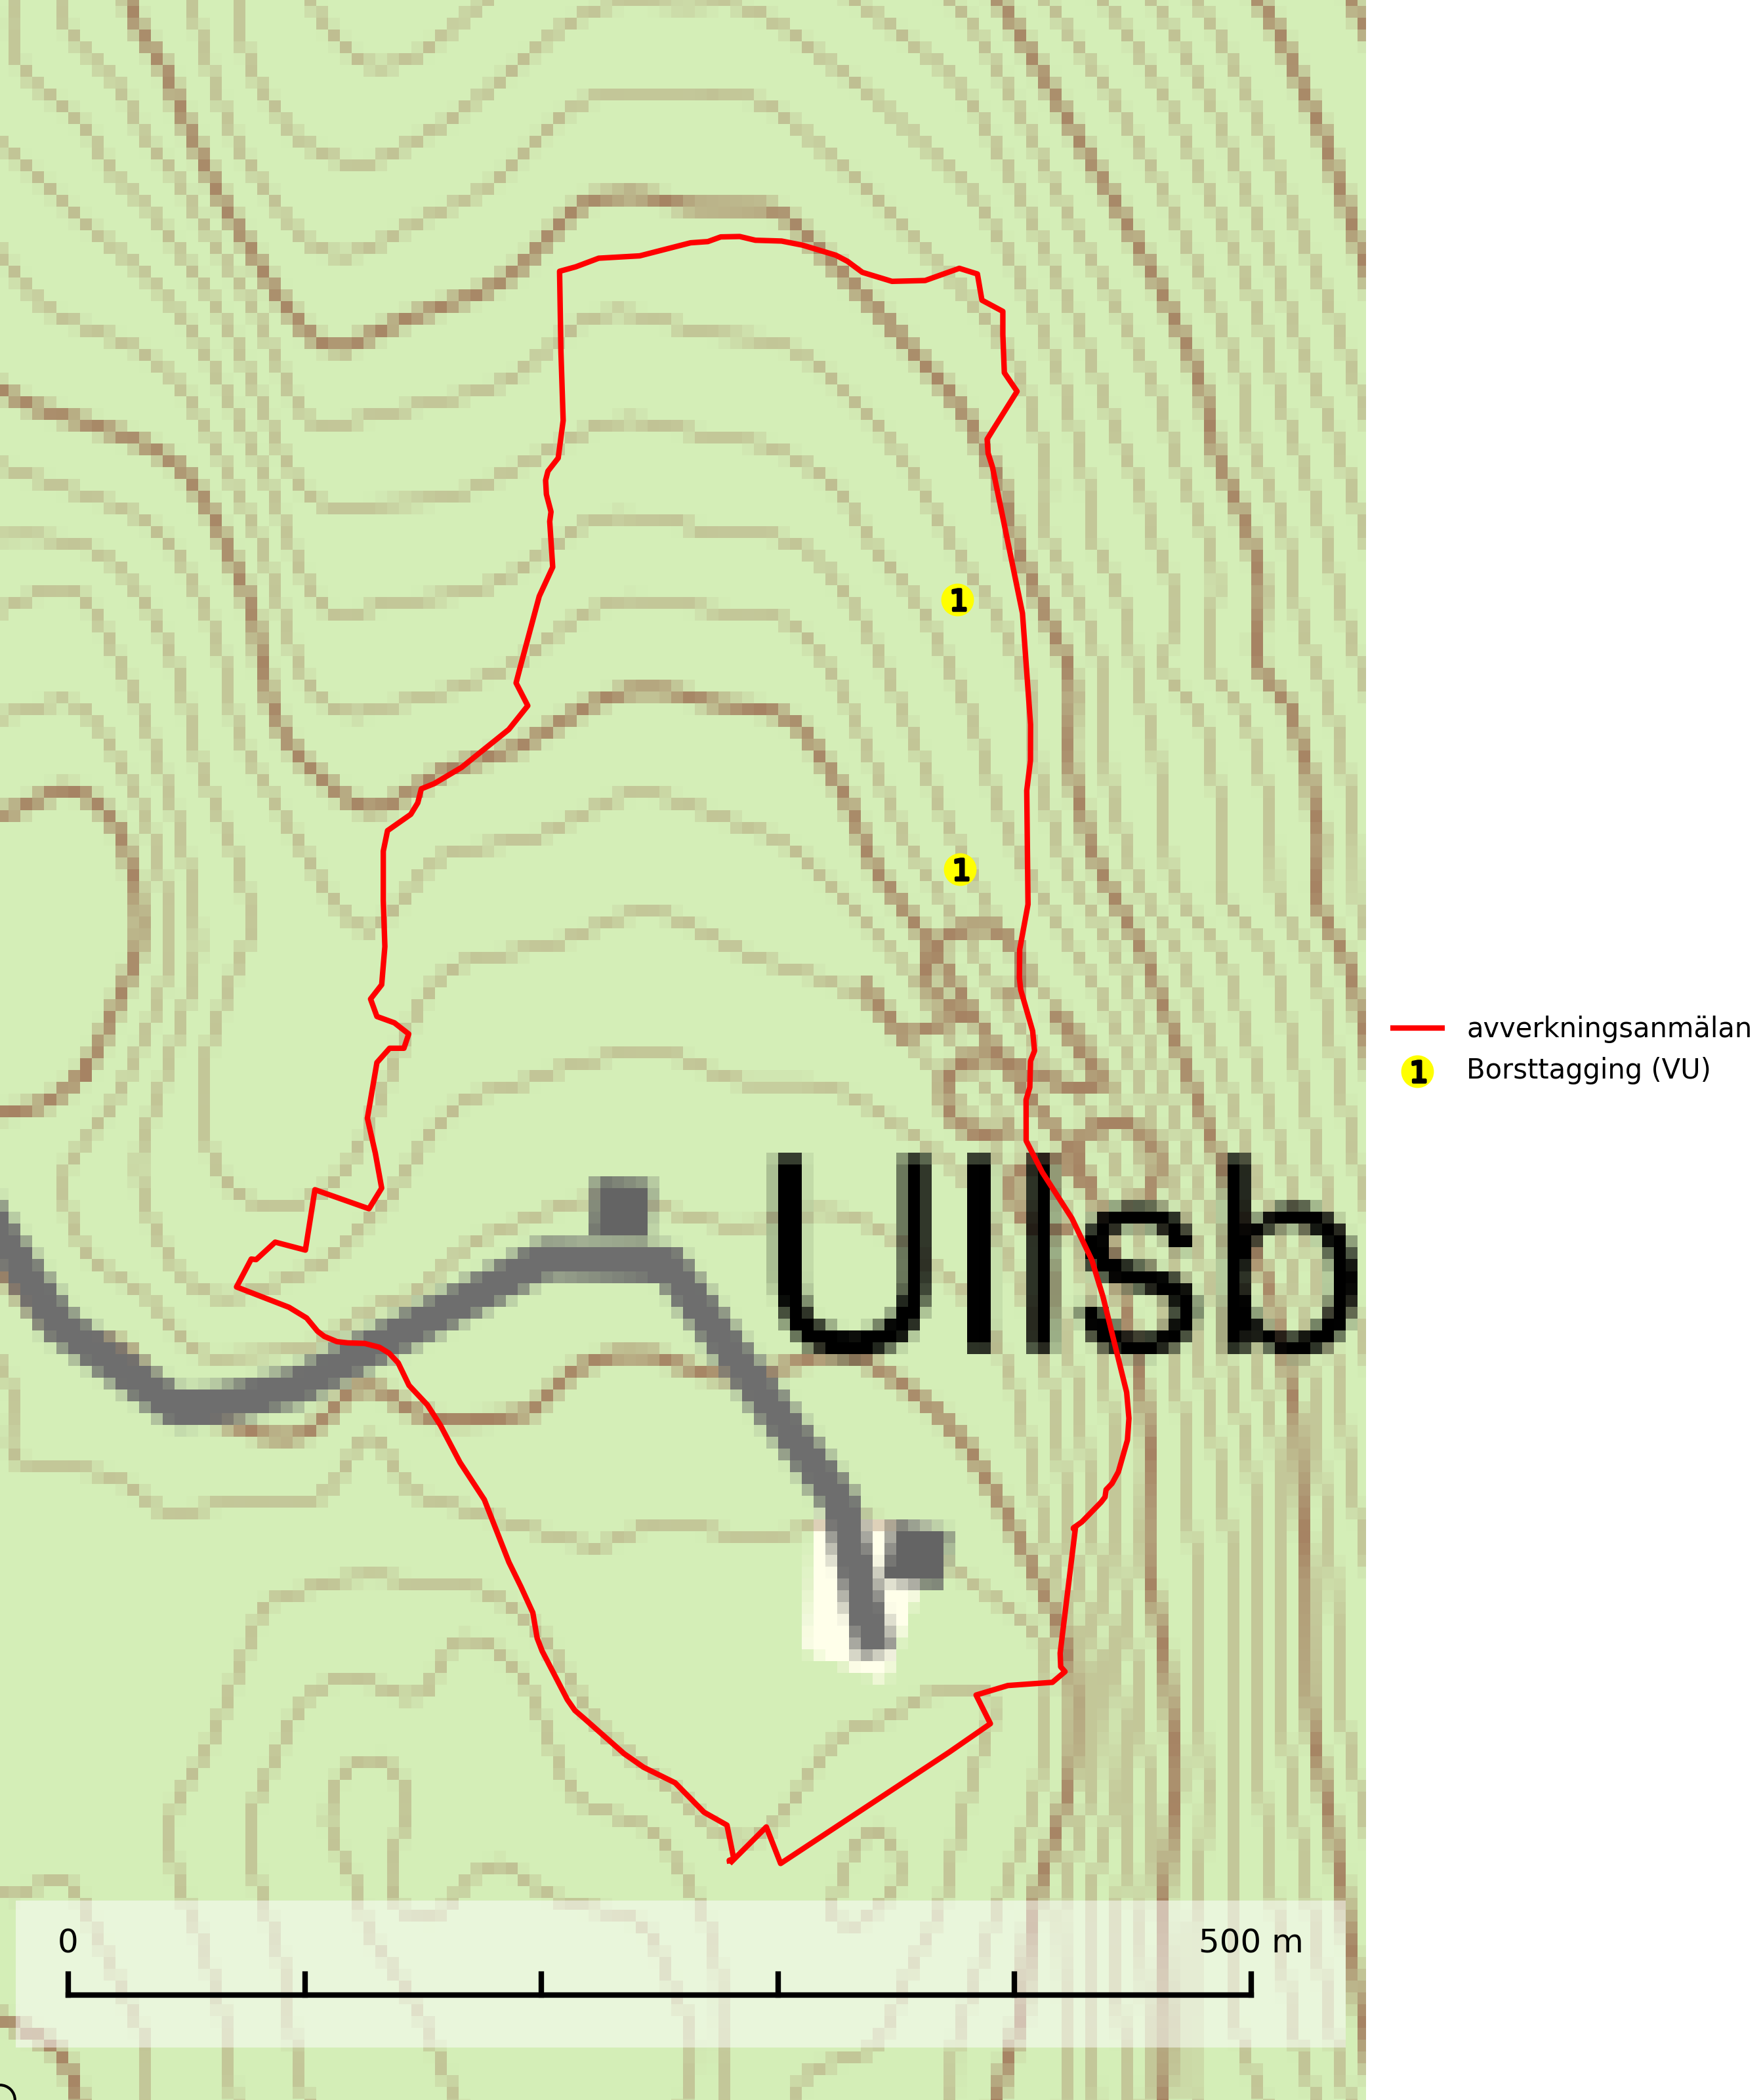 1
1
Ullsb
avverkningsanmälan
1 Borsttagging (VU)
0 500 m